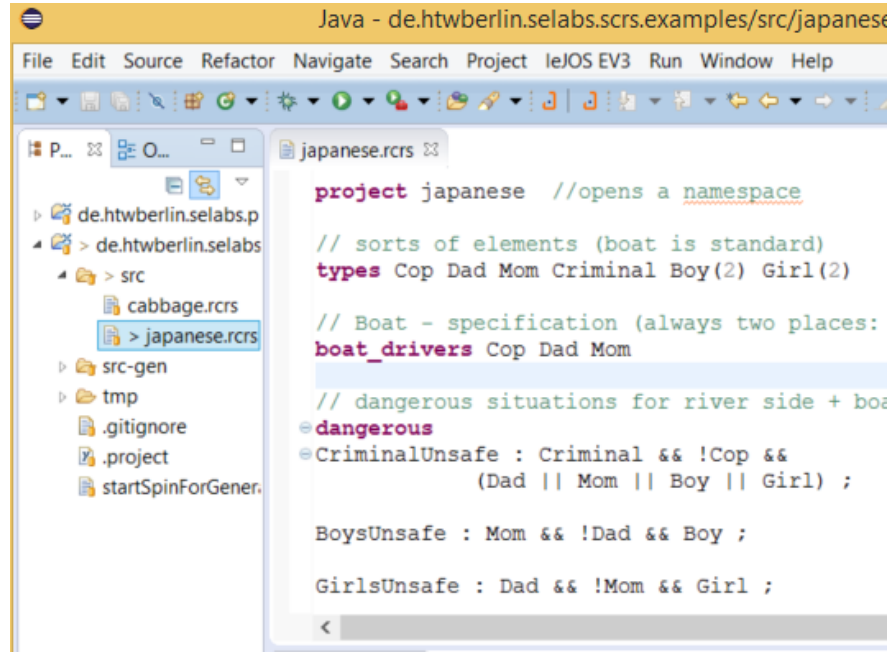 Java - de.htwberlin.selabs.scrs.examples/src/japanese
File Edit Source Refactor Navigate Search Project leJOS EV3 Run Window Help
P... O...
japanese.rcrs
de.htwberlin.selabs.p
> de.htwberlin.selabs
> src
cabbage.rcrs
> japanese.rcrs
src-gen
tmp
.gitignore
.project
startSpinForGener
project japanese //opens a namespace
// sorts of elements (boat is standard)
types Cop Dad Mom Criminal Boy(2) Girl(2)
// Boat - specification (always two places:
boat_drivers Cop Dad Mom
// dangerous situations for river side + boa
dangerous
CriminalUnsafe : Criminal && !Cop &&
(Dad || Mom || Boy || Girl) ;
BoysUnsafe : Mom && !Dad && Boy ;
GirlsUnsafe : Dad && !Mom && Girl ;